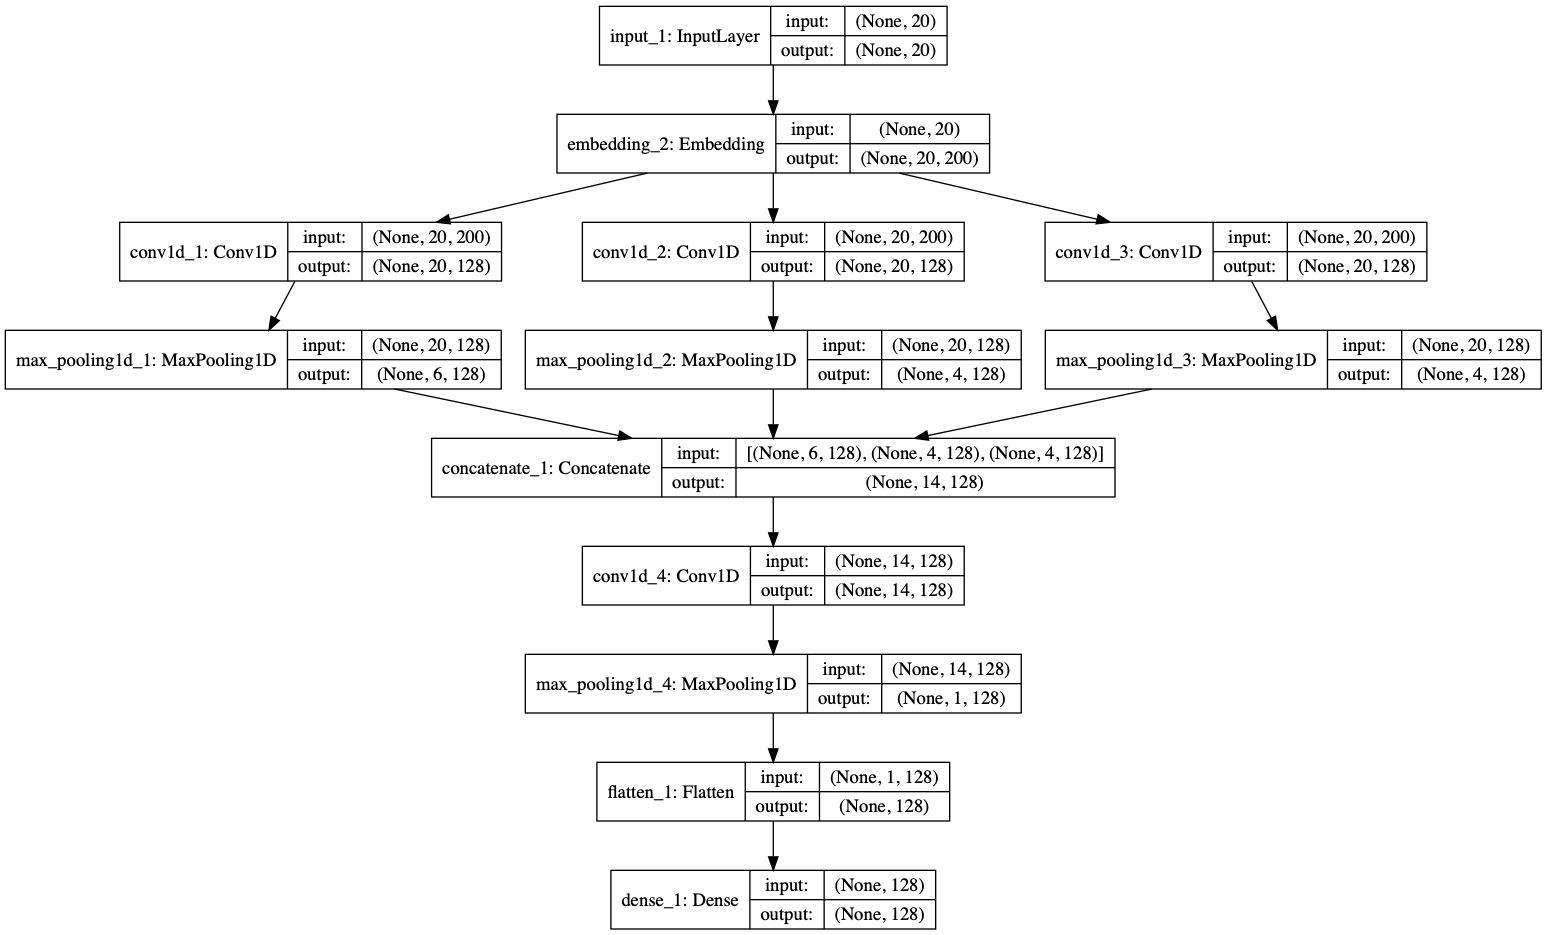 input_1: InputLayer
input: (None, 20)
output: (None, 20)
embedding_2: Embedding
input: (None, 20)
output: (None, 20, 200)
conv1d_1: Conv1D
input: (None, 20, 200)
output: (None, 20, 128)
conv1d_2: Conv1D
input: (None, 20, 200)
output: (None, 20, 128)
conv1d_3: Conv1D
input: (None, 20, 200)
output: (None, 20, 128)
max_pooling1d_1: MaxPooling1D
input: (None, 20, 128)
output: (None, 6, 128)
max_pooling1d_2: MaxPooling1D
input: (None, 20, 128)
output: (None, 4, 128)
max_pooling1d_3: MaxPooling1D
input: (None, 20, 128)
output: (None, 4, 128)
concatenate_1: Concatenate
input: [(None, 6, 128), (None, 4, 128), (None, 4, 128)]
output: (None, 14, 128)
conv1d_4: Conv1D
input: (None, 14, 128)
output: (None, 14, 128)
max_pooling1d_4: MaxPooling1D
input: (None, 14, 128)
output: (None, 1, 128)
flatten_1: Flatten
input: (None, 1, 128)
output: (None, 128)
dense_1: Dense
input: (None, 128)
output: (None, 128)